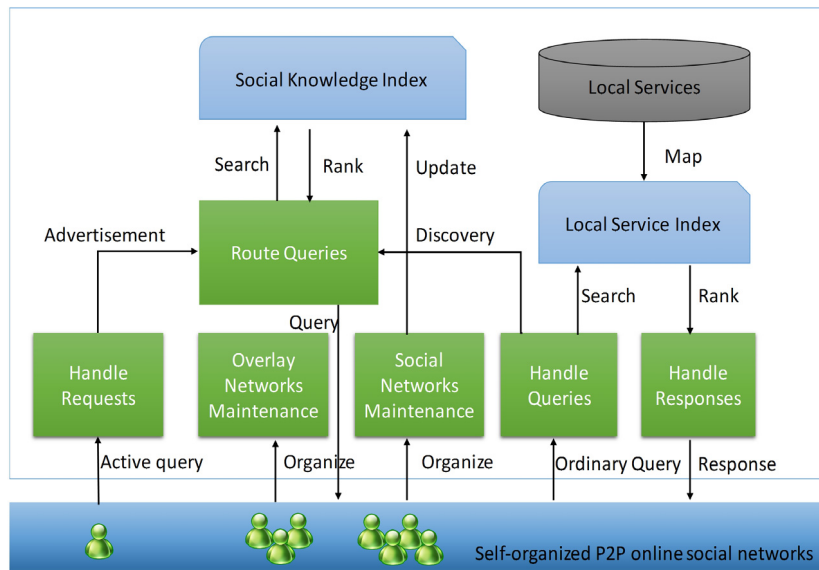 Social Knowledge Index
Local Services
Search
Rank
Update
Map
Advertisement
Route Queries
Discovery
Local Service Index
Query
Search
Rank
Handle
Requests
Overlay
Networks
Maintenance
Social
Networks
Maintenance
Handle
Queries
Handle
Responses
Active query
Organize
Organize
Ordinary Query
Response
Self-organized P2P online social networks